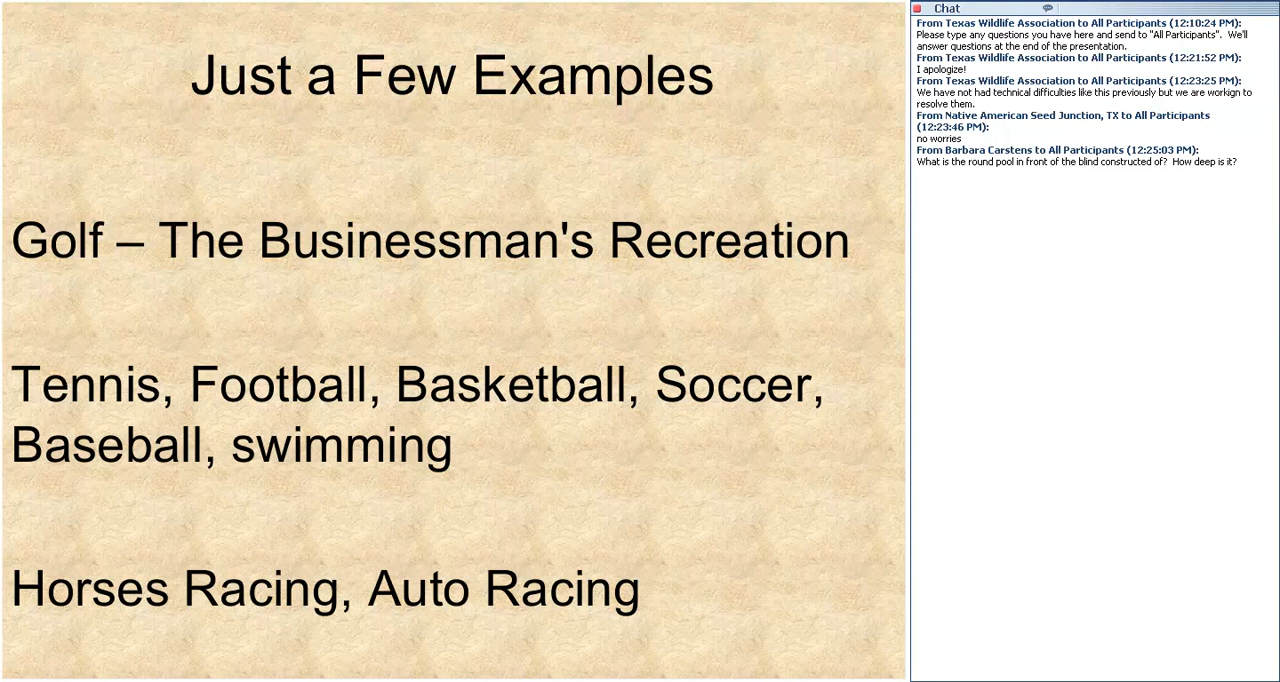 Just a Few Examples
Golf – The Businessman's Recreation
Tennis, Football, Basketball, Soccer,
Baseball, swimming
Horses Racing, Auto Racing
Chat
From Texas Wildlife Association to All Participants (12:10:24 PM):
Please type any questions you have here and send to "All Participants".  We'll
answer questions at the end of the presentation.
From Texas Wildlife Association to All Participants (12:21:52 PM):
I apologize!
From Texas Wildlife Association to All Participants (12:23:25 PM):
We have not had technical difficulties like this previously but we are workign to
resolve them.
From Native American Seed Junction, TX to All Participants
(12:23:46 PM):
no worries
From Barbara Carstens to All Participants (12:25:03 PM):
What is the round pool in front of the blind constructed of?  How deep is it?